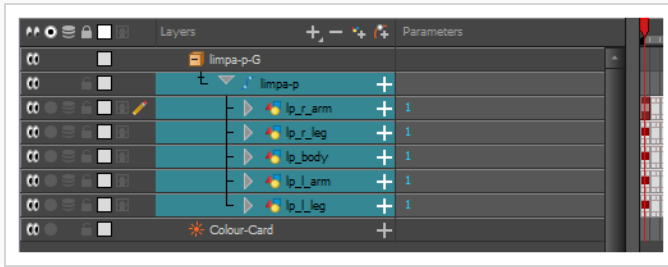 Layers Parameters
limpa-p-G
limpa-p
lp_r_arm 1
lp_r_leg 1
lp_body 1
lp_l_arm 1
lp_l_leg 1
Colour-Card